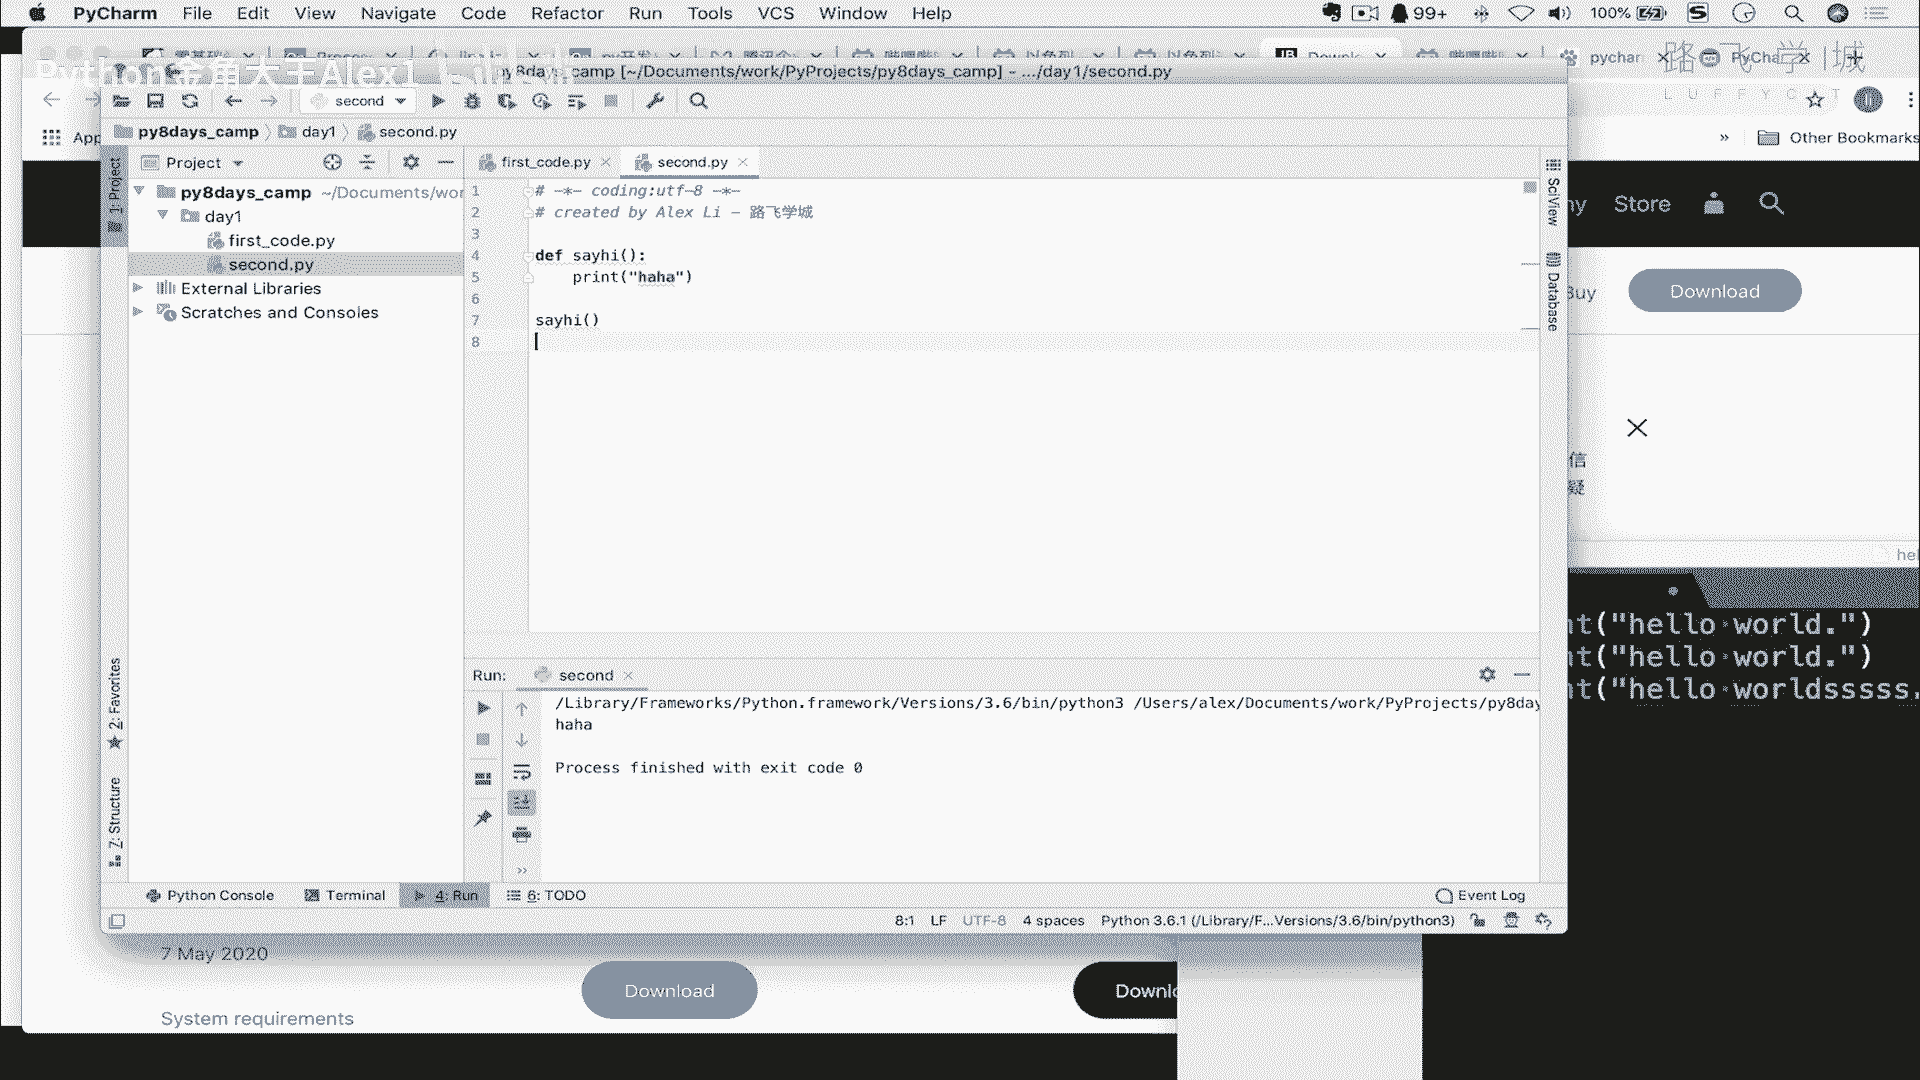 PyCharm File Edit View Navigate Code Refactor Run Tools VCS Window Help 99+ 100%
Python金角大王Alex1
py8days_camp [~/Documents/work/PyProjects/py8days_camp] - .../day1/second.py
pychar PyCha
路飞学城
LUFFYCT
second
App
py8days_camp day1 second.py
Other Bookmarks
1: Project
Project
first_code.py second.py
py8days_camp ~/Documents/wor
day1
first_code.py
second.py
External Libraries
Scratches and Consoles
1 # -*- coding:utf-8 -*-
2 # created by Alex Li - 路飞学城
3
4 def sayhi():
5 print("haha")
6
7 sayhi()
8
SciView
Database
Store
Buy Download
信
疑
hel
nt("hello world.")
nt("hello world.")
nt("hello worldsssss.
2: Favorites
7: Structure
Run: second
/Library/Frameworks/Python.framework/Versions/3.6/bin/python3 /Users/alex/Documents/work/PyProjects/py8day
haha
Process finished with exit code 0
Python Console Terminal 4: Run 6: TODO Event Log
8:1 LF UTF-8 4 spaces Python 3.6.1 (/Library/F...Versions/3.6/bin/python3)
7 May 2020
Download Downlo
System requirements